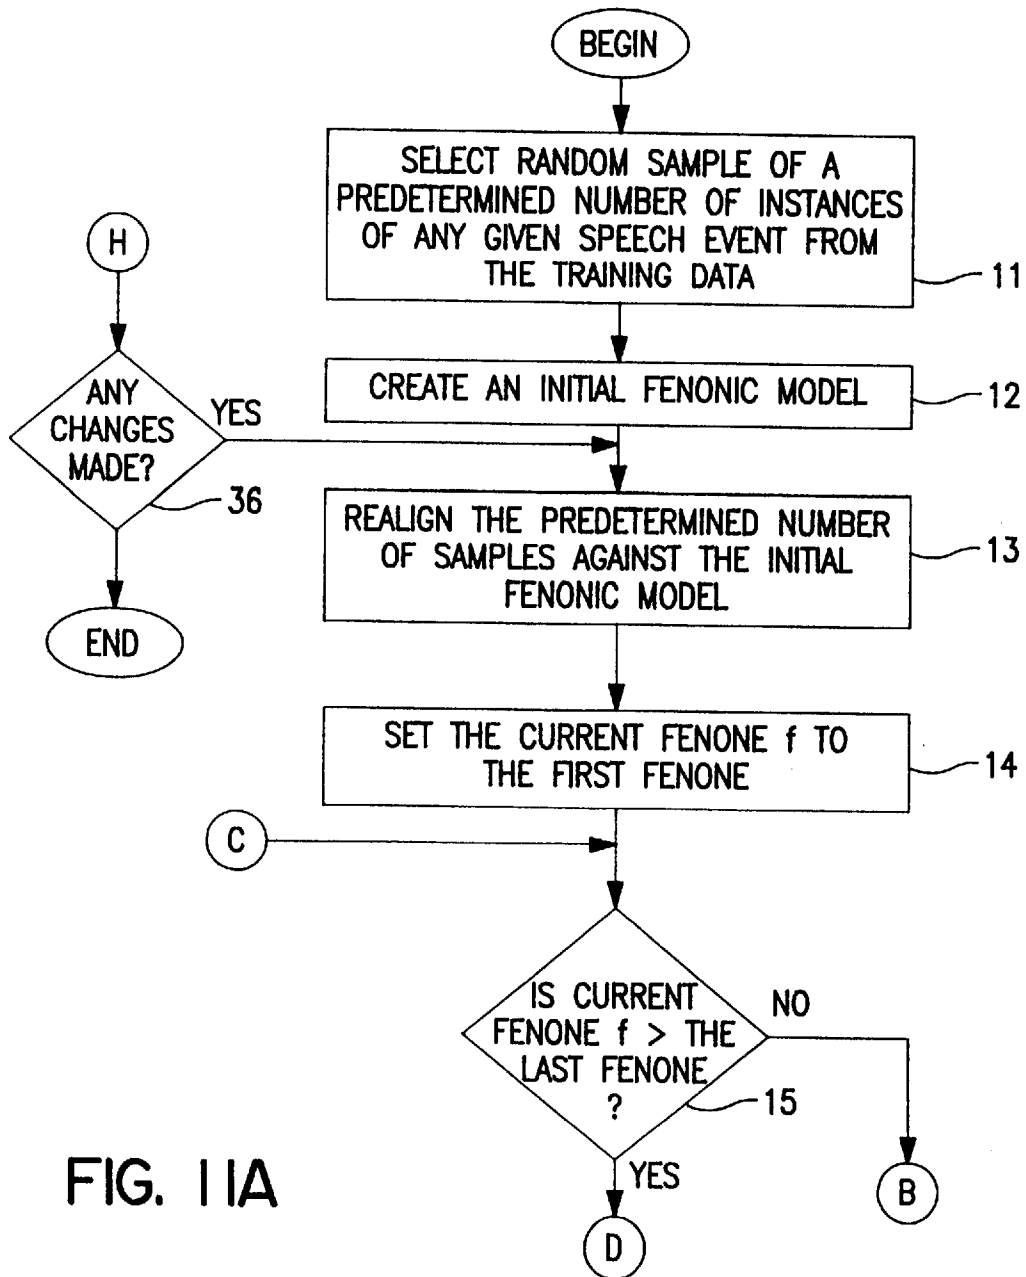 BEGIN
SELECT RANDOM SAMPLE OF A
PREDETERMINED NUMBER OF INSTANCES
OF ANY GIVEN SPEECH EVENT FROM
THE TRAINING DATA
11
H
CREATE AN INITIAL FENONIC MODEL
12
ANY
CHANGES
MADE?
YES
36
REALIGN THE PREDETERMINED NUMBER
OF SAMPLES AGAINST THE INITIAL
FENONIC MODEL
13
END
SET THE CURRENT FENONE f TO
THE FIRST FENONE
14
C
IS CURRENT
FENONE f > THE
LAST FENONE
?
NO
15
YES
B
D
FIG. 11A